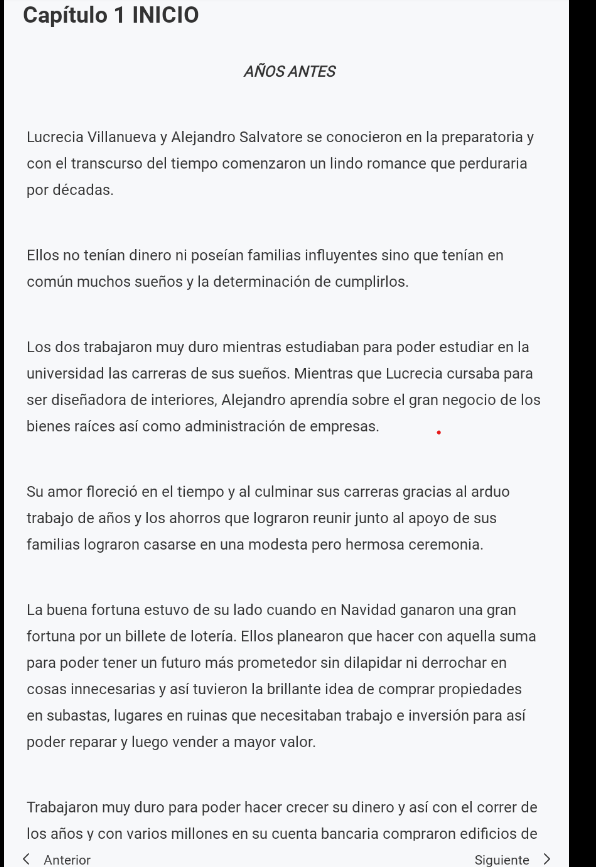 Capítulo 1 INICIO
AÑOS ANTES
Lucrecia Villanueva y Alejandro Salvatore se conocieron en la preparatoria y
con el transcurso del tiempo comenzaron un lindo romance que perduraria
por décadas.
Ellos no tenían dinero ni poseían familias influyentes sino que tenían en
común muchos sueños y la determinación de cumplirlos.
Los dos trabajaron muy duro mientras estudiaban para poder estudiar en la
universidad las carreras de sus sueños. Mientras que Lucrecia cursaba para
ser diseñadora de interiores, Alejandro aprendía sobre el gran negocio de los
bienes raíces así como administración de empresas.
Su amor floreció en el tiempo y al culminar sus carreras gracias al arduo
trabajo de años y los ahorros que lograron reunir junto al apoyo de sus
familias lograron casarse en una modesta pero hermosa ceremonia.
La buena fortuna estuvo de su lado cuando en Navidad ganaron una gran
fortuna por un billete de lotería. Ellos planearon que hacer con aquella suma
para poder tener un futuro más prometedor sin dilapidar ni derrochar en
cosas innecesarias y así tuvieron la brillante idea de comprar propiedades
en subastas, lugares en ruinas que necesitaban trabajo e inversión para así
poder reparar y luego vender a mayor valor.
Trabajaron muy duro para poder hacer crecer su dinero y así con el correr de
los años y con varios millones en su cuenta bancaria compraron edificios de
Anterior Siguiente